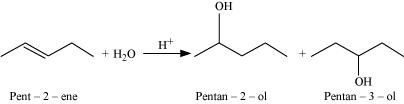 OH
+ H₂O
H⁺
+
OH
Pent – 2 – ene
Pentan – 2 – ol
Pentan – 3 – ol